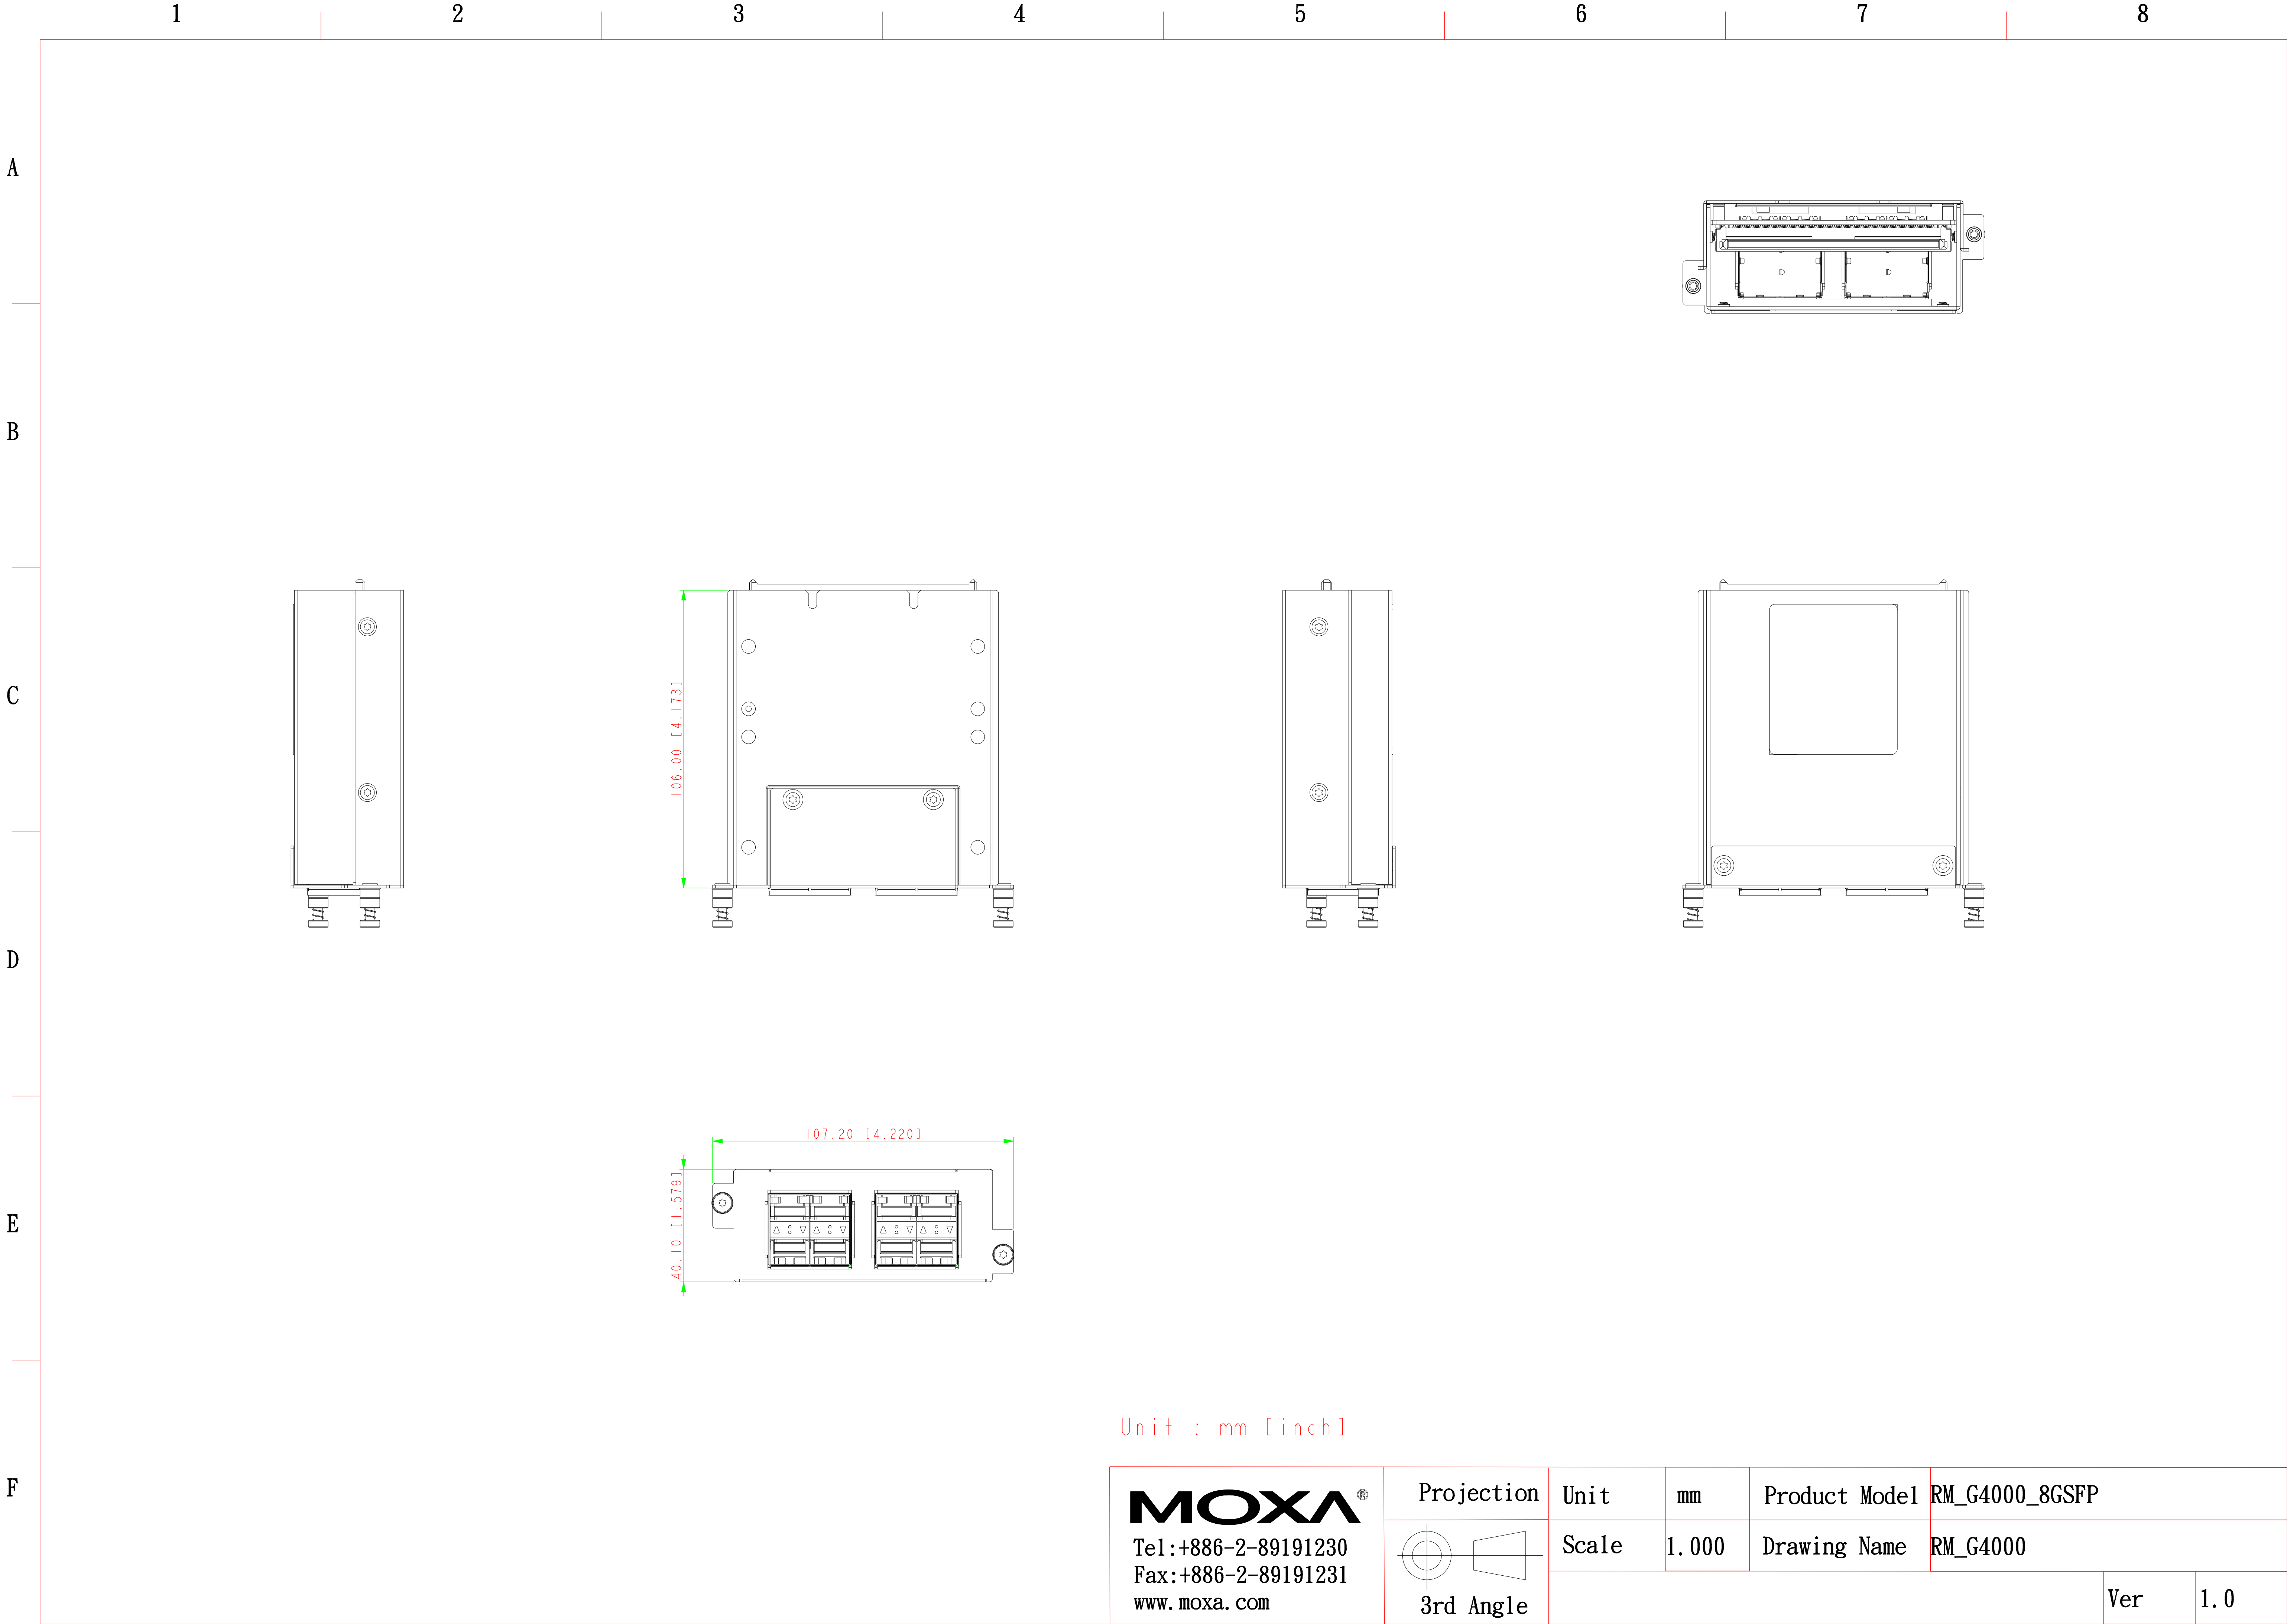 1 2 3 4 5 6 7 8
A
B
C
D
E
F
106.00 [4.173]
107.20 [4.220]
40.10 [1.579]
Unit : mm [inch]
MOXA®
Tel:+886-2-89191230
Fax:+886-2-89191231
www.moxa.com
Projection
3rd Angle
Unit mm Product Model RM_G4000_8GSFP
Scale 1.000 Drawing Name RM_G4000
Ver 1.0